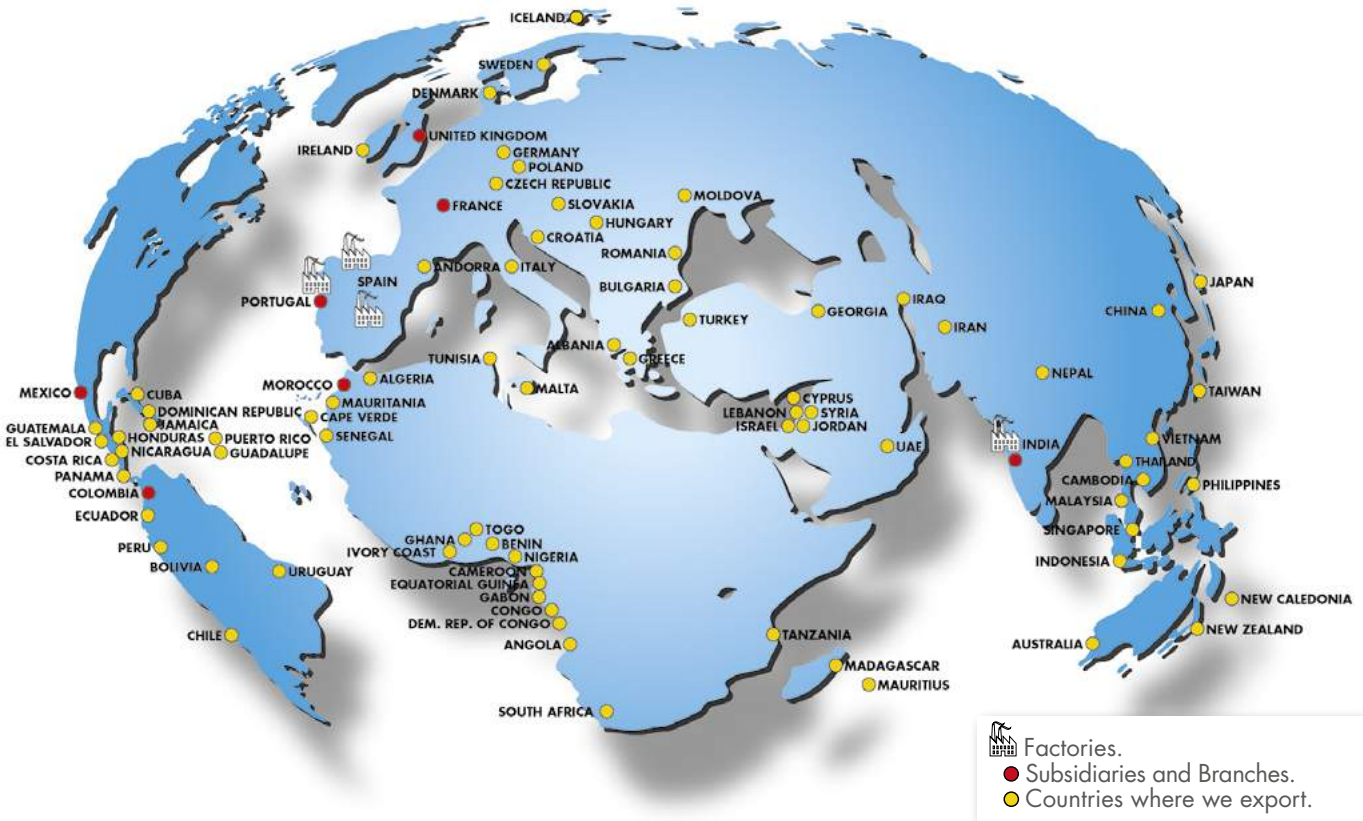 ICELAND
SWEDEN
DENMARK
UNITED KINGDOM
IRELAND
GERMANY
POLAND
CZECH REPUBLIC
MOLDOVA
FRANCE
SLOVAKIA
HUNGARY
CROATIA
ROMANIA
ANDORRA
ITALY
SPAIN
BULGARIA
JAPAN
PORTUGAL
IRAQ
GEORGIA
CHINA
TURKEY
IRAN
ALBANIA
TUNISIA
GREECE
NEPAL
ALGERIA
MOROCCO
MALTA
MEXICO
CUBA
TAIWAN
CYPRUS
MAURITANIA
DOMINICAN REPUBLIC
CAPE VERDE
LEBANON
SYRIA
JAMAICA
ISRAEL
JORDAN
GUATEMALA
HONDURAS
PUERTO RICO
SENEGAL
EL SALVADOR
VIETNAM
INDIA
UAE
NICARAGUA
GUADALUPE
COSTA RICA
THAILAND
PANAMA
CAMBODIA
PHILIPPINES
COLOMBIA
MALAYSIA
ECUADOR
TOGO
SINGAPORE
GHANA
BENIN
PERU
IVORY COAST
NIGERIA
INDONESIA
BOLIVIA
URUGUAY
CAMEROON
EQUATORIAL GUINEA
GABON
NEW CALEDONIA
CONGO
DEM. REP. OF CONGO
NEW ZEALAND
CHILE
TANZANIA
ANGOLA
AUSTRALIA
MADAGASCAR
MAURITIUS
SOUTH AFRICA
Factories.
Subsidiaries and Branches.
Countries where we export.